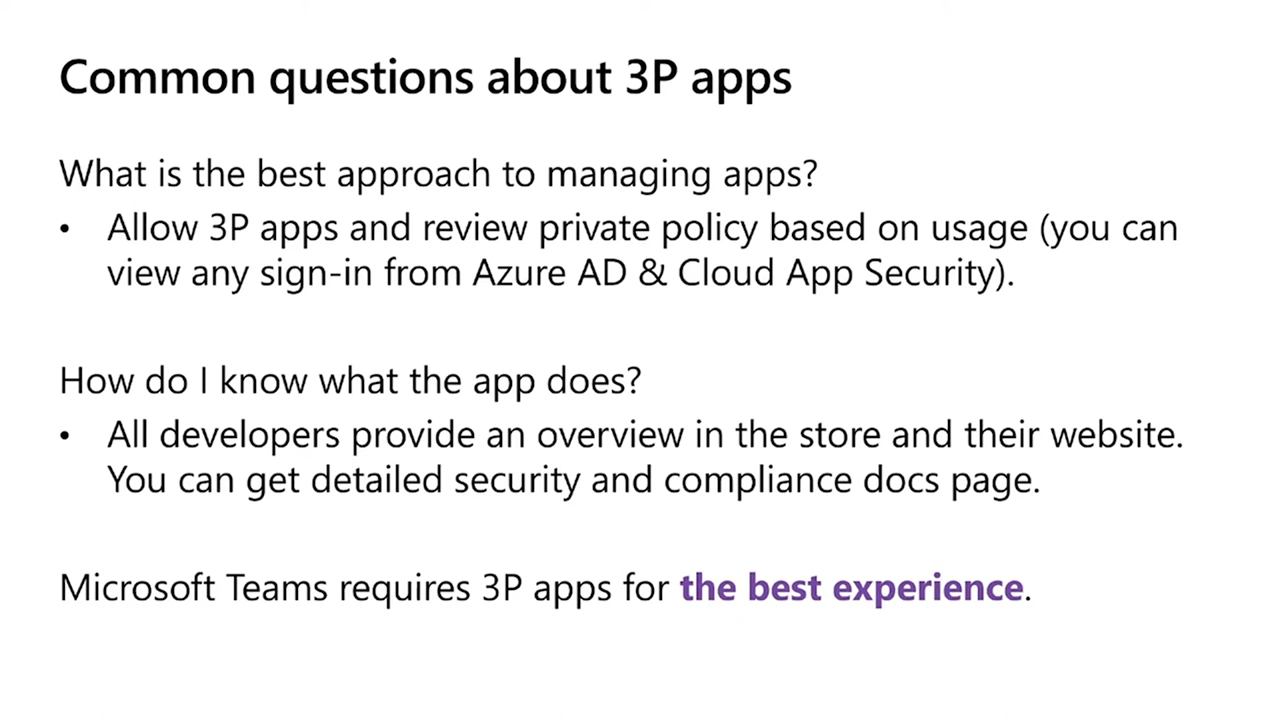 Common questions about 3P apps
What is the best approach to managing apps?
• Allow 3P apps and review private policy based on usage (you can
view any sign-in from Azure AD & Cloud App Security).
How do I know what the app does?
• All developers provide an overview in the store and their website.
You can get detailed security and compliance docs page.
Microsoft Teams requires 3P apps for the best experience.